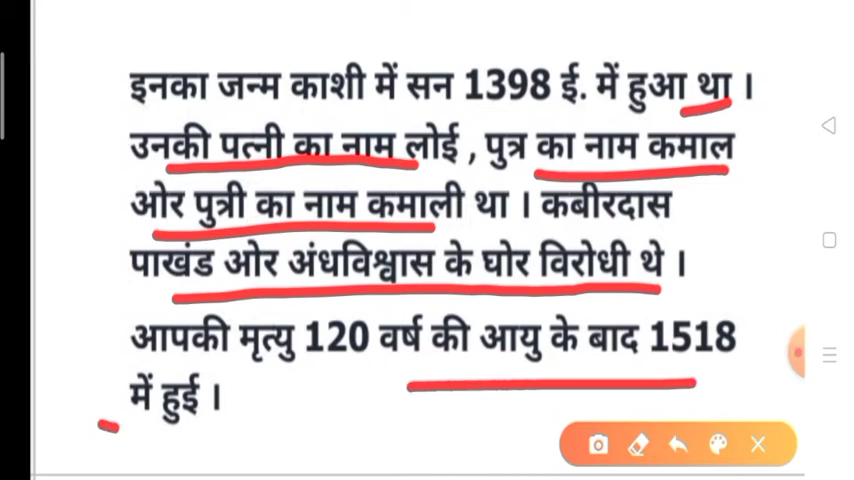 इनका जन्म काशी में सन 1398 ई. में हुआ था ।
उनकी पत्नी का नाम लोई , पुत्र का नाम कमाल
ओर पुत्री का नाम कमाली था । कबीरदास
पाखंड ओर अंधविश्वास के घोर विरोधी थे ।
आपकी मृत्यु 120 वर्ष की आयु के बाद 1518
में हुई ।